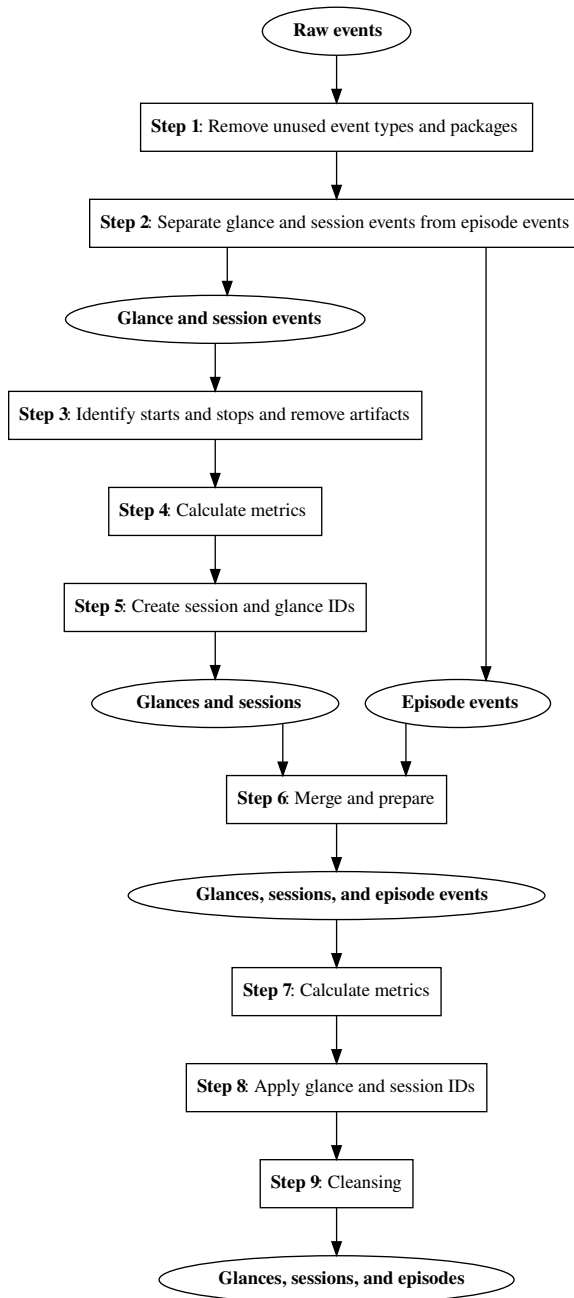 Raw events
Step 1: Remove unused event types and packages
Step 2: Separate glance and session events from episode events
Glance and session events
Step 3: Identify starts and stops and remove artifacts
Step 4: Calculate metrics
Step 5: Create session and glance IDs
Glances and sessions
Episode events
Step 6: Merge and prepare
Glances, sessions, and episode events
Step 7: Calculate metrics
Step 8: Apply glance and session IDs
Step 9: Cleansing
Glances, sessions, and episodes